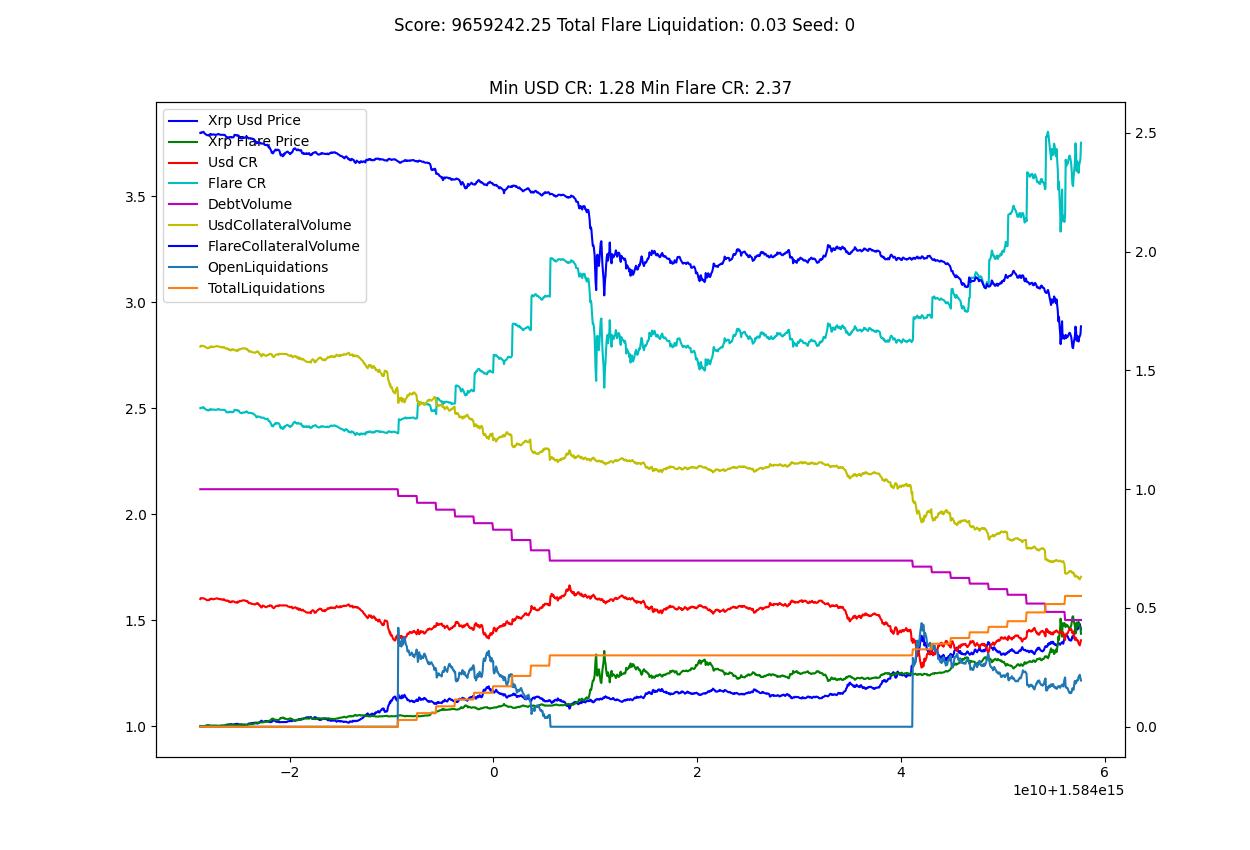 Score: 9659242.25 Total Flare Liquidation: 0.03 Seed: 0
Min USD CR: 1.28 Min Flare CR: 2.37
Xrp Usd Price
Xrp Flare Price
Usd CR
Flare CR
DebtVolume
UsdCollateralVolume
FlareCollateralVolume
OpenLiquidations
TotalLiquidations
3.5
3.0
2.5
2.0
1.5
1.0
2.5
2.0
1.5
1.0
0.5
0.0
−2
0
2
4
6
1e10+1.584e15